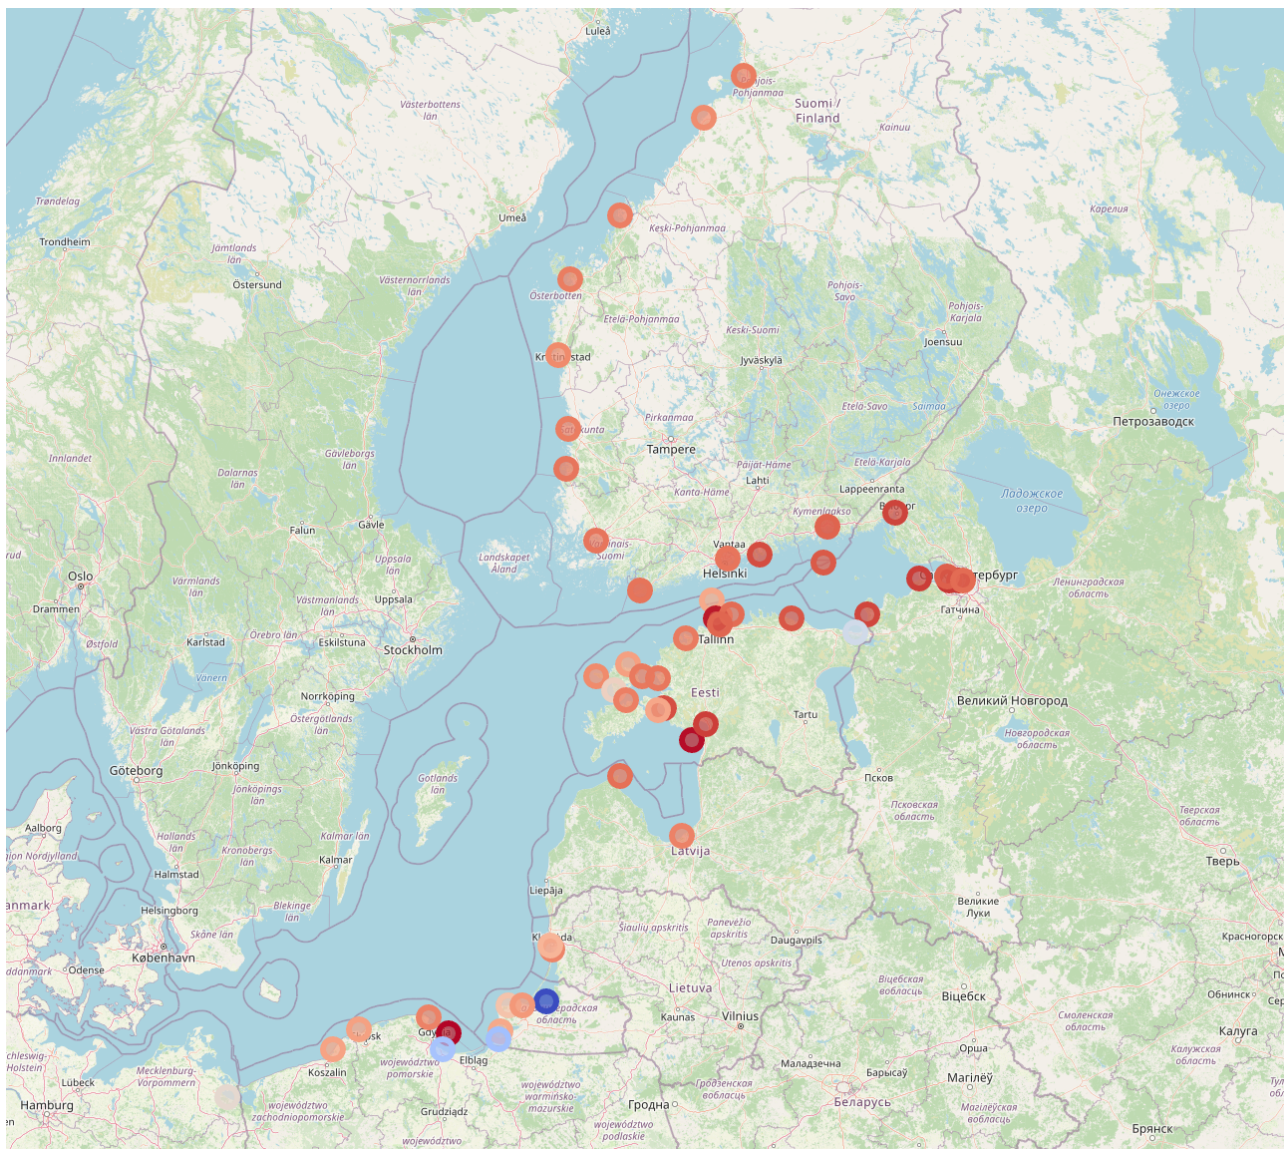 Luleå
Pohjois-
Pohjanmaa
Suomi /
Finland
Västerbottens
län
Kainuu
Trøndelag
Umeå
Trondheim
Карелия
Keski-Pohjanmaa
Jämtlands
län
Östersund
Västernorrlands
län
Österbotten
Pohjois-
Savo
Pohjois-
Karjala
Etelä-Pohjanmaa
Keski-Suomi
Joensuu
Jyväskylä
Онежское
озеро
Etelä-Savo
Saimaa
Pirkanmaa
Петрозаводск
Tampere
Innlandet
Gävleborgs
län
Päijät-Häme
Etelä-Karjala
Dalarnas
län
Lahti
Lappeenranta
Kanta-Häme
Ладожское
озеро
Kymenlaakso
Falun
Gävle
Landskapet
Åland
Vantaa
Uppsala
län
Helsinki
Oslo
Värmlands
län
Ленинградская
область
Drammen
Västmanlands
län
Uppsala
Гатчина
Örebro län
Østfold
Karlstad
Eskilstuna
Stockholm
Tallinn
Vänern
Norrköping
Eesti
Великий Новгород
Östergötlands
län
Tartu
Västra Götalands
län
Новгородская
область
Göteborg
Jönköping
Gotlands
län
Псков
Jönköpings
län
Псковская
область
Тверская
область
Aalborg
Hallands
län
Kalmar län
Kronobergs
län
Kalmar
Latvija
Тверь
Halmstad
Liepāja
Blekinge
län
Великие
Луки
Helsingborg
Šiaulių apskritis
Panevėžio
apskritis
Skåne län
Daugavpils
København
Utenos apskritis
Odense
Віцебская
вобласць
Lietuva
Віцебск
Смоленская
область
Обнинск
Kaunas
Vilnius
Калуга
Орша
Калужская
область
Elbląg
Маладзечна
Mecklenburg-
Vorpommern
Koszalin
województwo
pomorskie
Барысаў
Магілёў
Lübeck
województwo
warmińsko-
mazurskie
Гродзенская
вобласць
Hamburg
województwo
zachodniopomorskie
Grudziądz
Гродна
Беларусь
Магілёўская
вобласць
województwo
podlaskie
Брянск